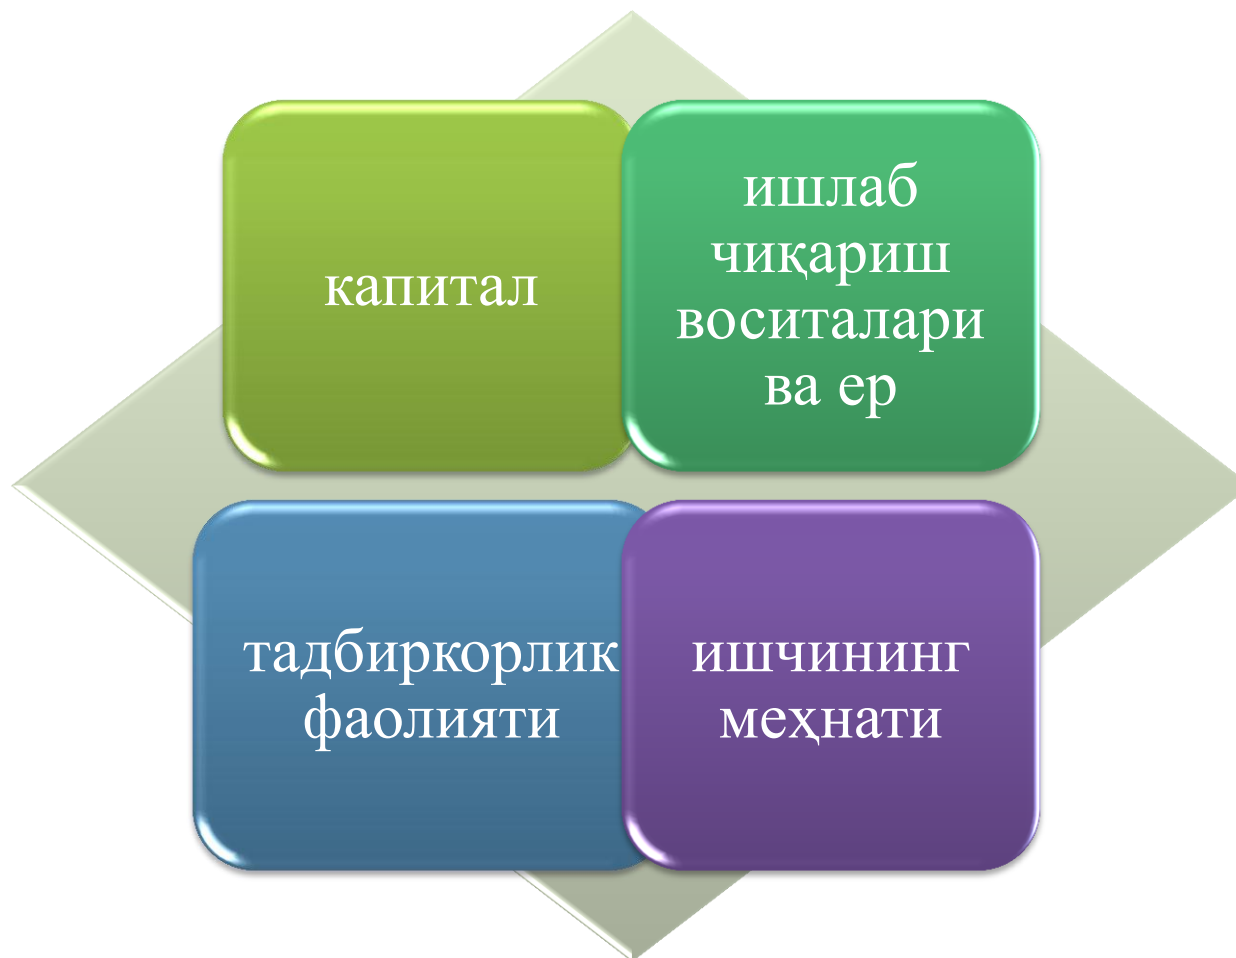 капитал
ишлаб
чиқариш
воситалари
ва ер
тадбиркорлик
фаолияти
ишчининг
меҳнати